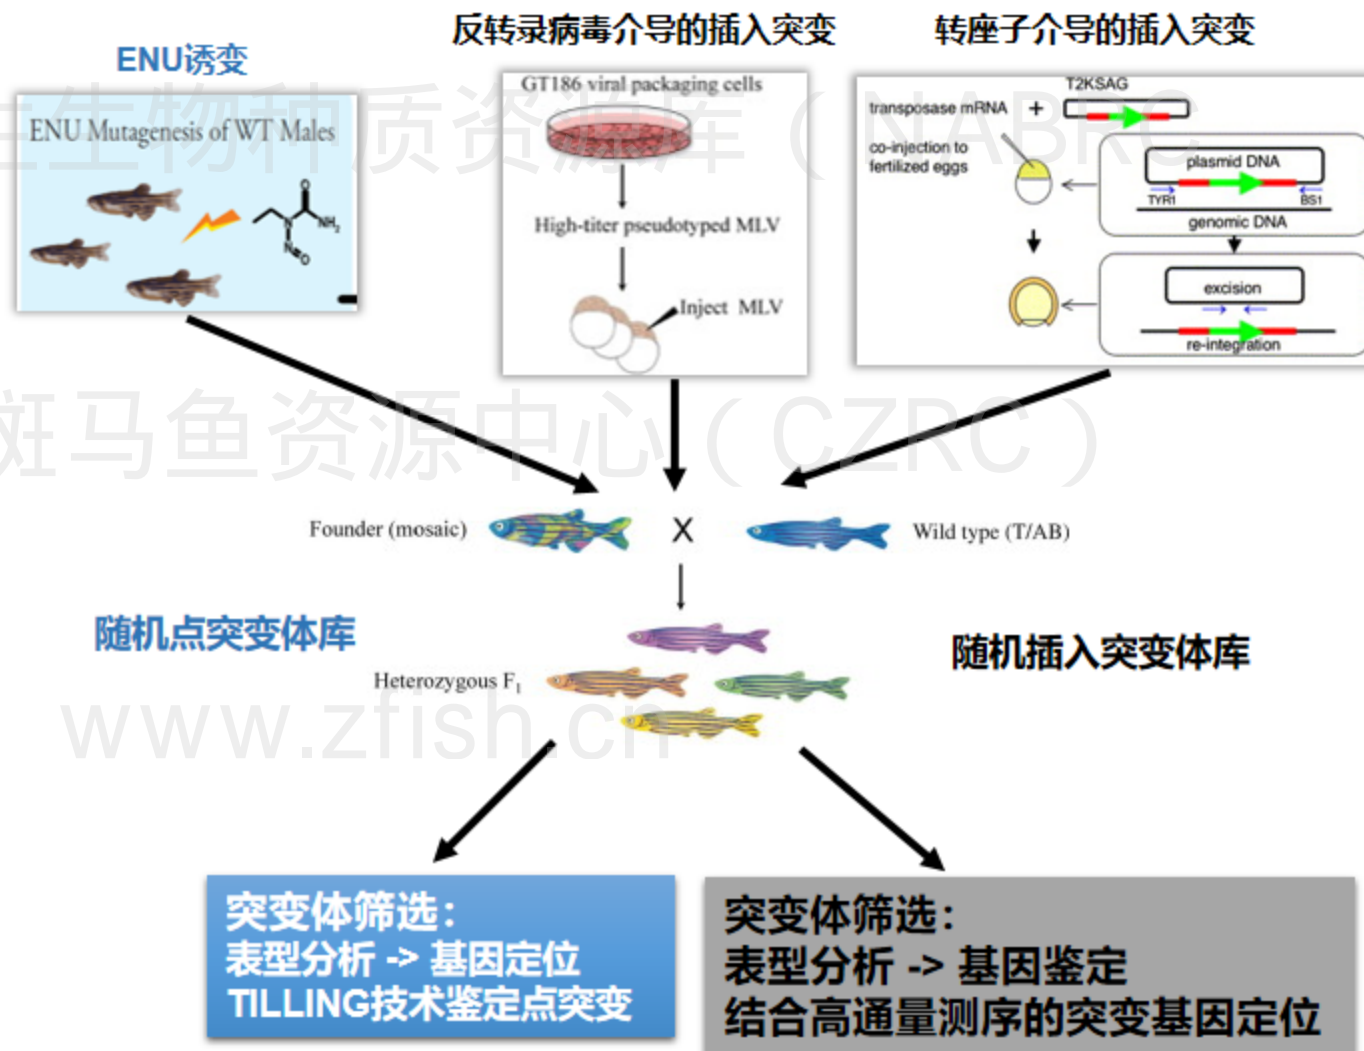 ENU诱变
反转录病毒介导的插入突变
转座子介导的插入突变
ENU Mutagenesis of WT Males
N
O
NH2
N
O
GT186 viral packaging cells
High-titer pseudotyped MLV
Inject MLV
T2KSAG
transposase mRNA +
co-injection to
fertilized eggs
plasmid DNA
TYR1
BS1
genomic DNA
excision
re-integration
生生物种质资源库（NABRC
斑马鱼资源中心（CZRC）
Founder (mosaic)
X
Wild type (T/AB)
随机点突变体库
随机插入突变体库
Heterozygous F1
www.zfish.cn
突变体筛选：
表型分析 -> 基因定位
TILLING技术鉴定点突变
突变体筛选：
表型分析 -> 基因鉴定
结合高通量测序的突变基因定位